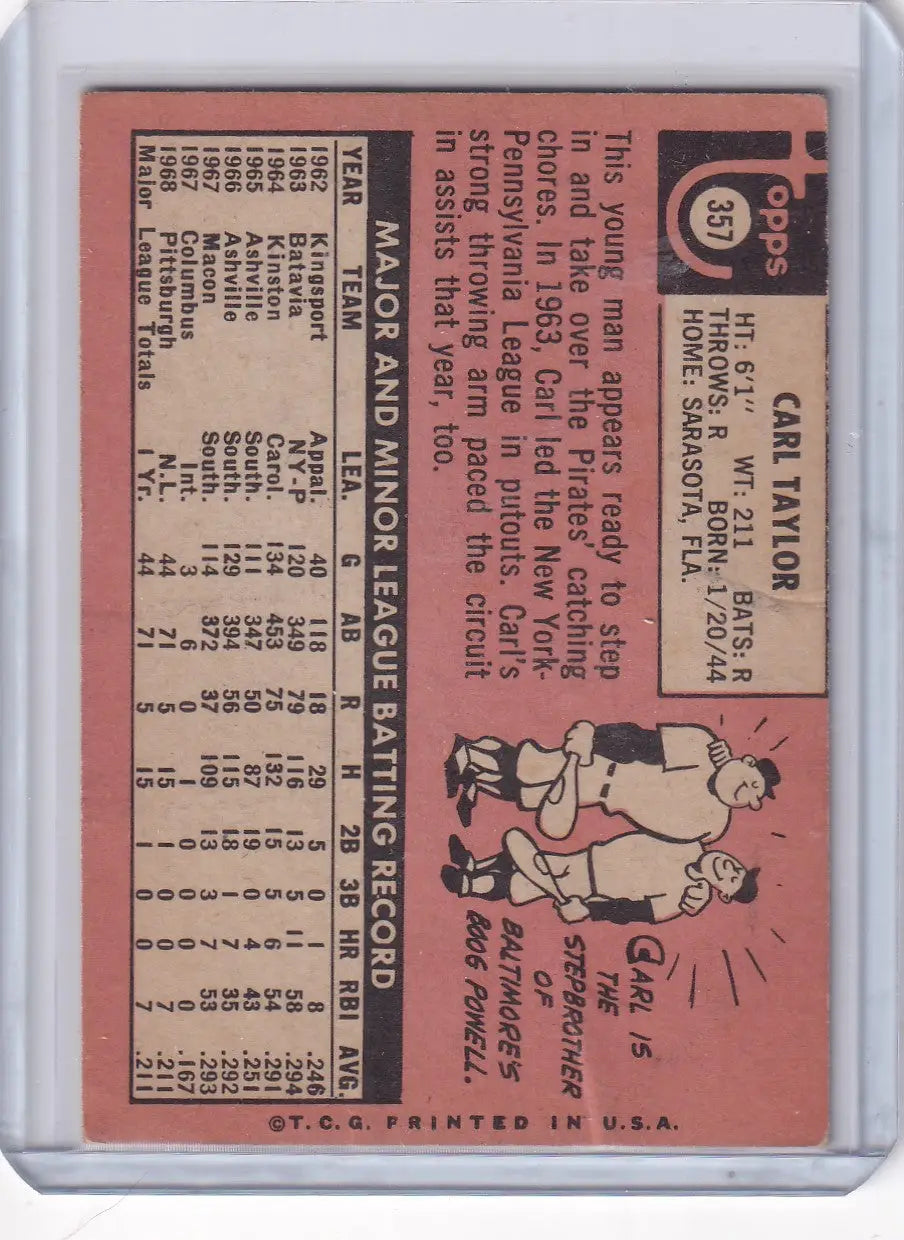 Topps
357
CARL TAYLOR
HT: 6'1" WT: 211 BATS: R
THROWS: R BORN: 1/20/44
HOME: SARASOTA, FLA.
This young man appears ready to step
in and take over the Pirates' catching
chores. In 1963, Carl led the New York-
Pennsylvania League in putouts. Carl's
strong throwing arm paced the circuit
in assists that year, too.
CARL IS
THE
STEPBROTHER
OF
BALTIMORE'S
BOOG POWELL.
MAJOR AND MINOR LEAGUE BATTING RECORD
YEAR TEAM LEA. G AB R H 2B 3B HR RBI AVG.
1962 Kingsport Appal. 40 118 18 29 5 0 1 8 .246
1963 Batavia NY-P 120 349 79 116 13 5 11 58 .294
1964 Kinston Carol. 134 453 75 132 15 5 6 54 .291
1965 Ashville South. 111 347 50 87 19 0 4 43 .251
1966 Ashville South. 129 394 56 115 18 1 7 35 .292
1967 Macon South. 114 372 37 109 13 3 7 53 .293
1967 Columbus Int. 3 6 0 1 0 0 0 0 .167
1968 Pittsburgh N.L. 44 71 5 15 1 0 0 7 .211
Major League Totals 1 Yr. 44 71 5 15 1 0 0 7 .211
©T.C.G. PRINTED IN U.S.A.